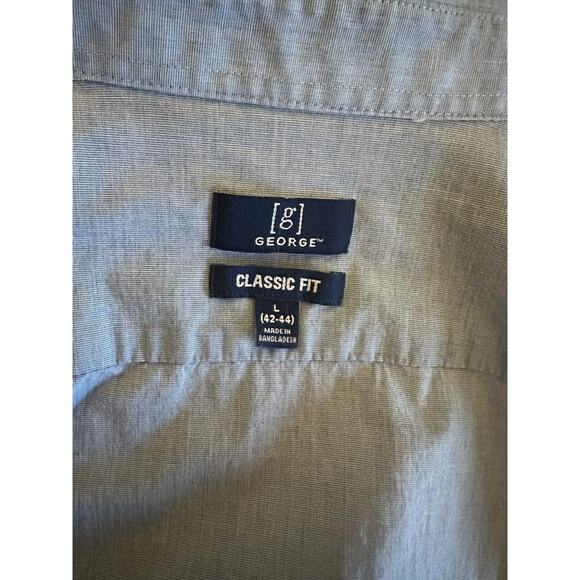 [g]
GEORGE™
CLASSIC FIT
L
(42-44)
MADE IN
BANGLADESH